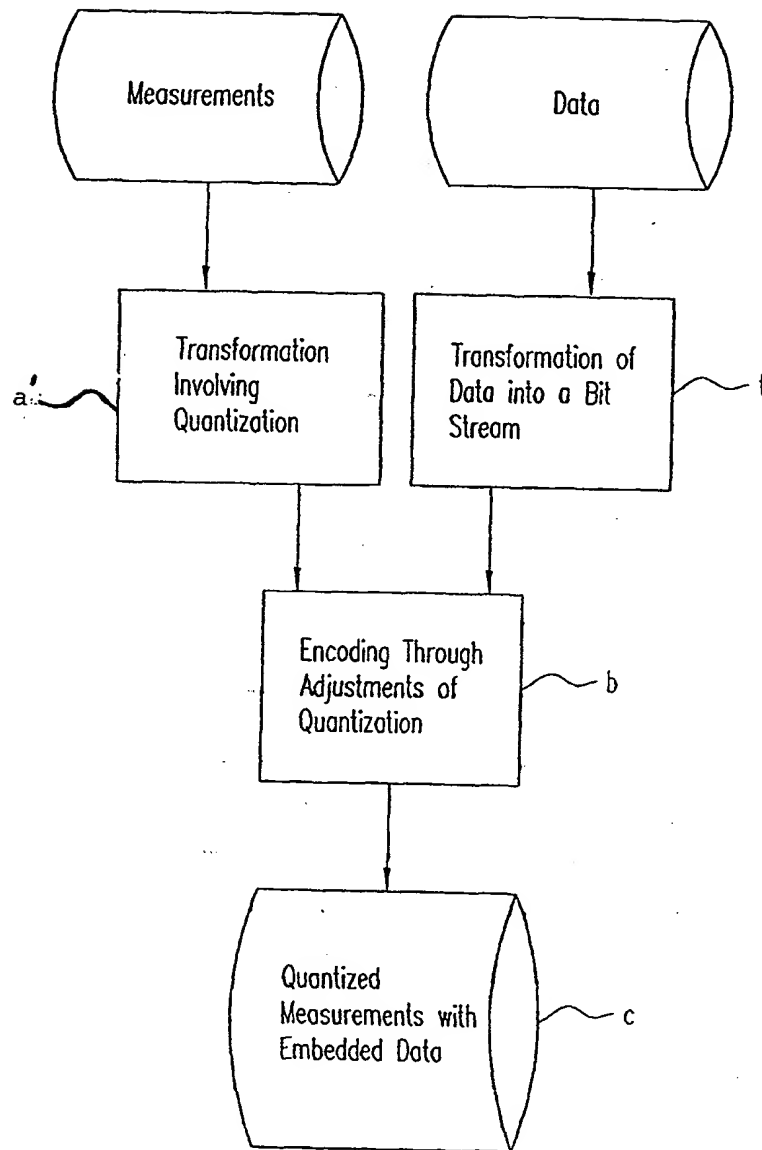 Measurements
Data
Transformation
Involving
Quantization
a'
Transformation of
Data into a Bit
Stream
Encoding Through
Adjustments of
Quantization
b
Quantized
Measurements with
Embedded Data
c